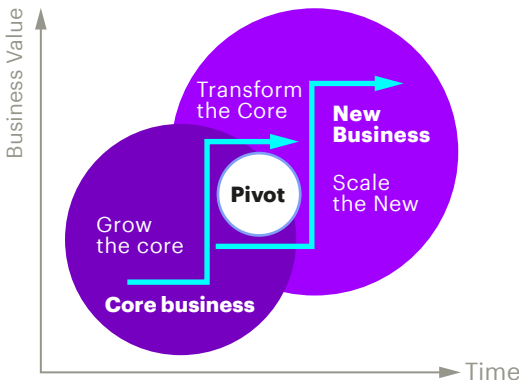 Business Value
Transform
the Core
New
Business
Pivot
Scale
the New
Grow
the core
Core business
Time